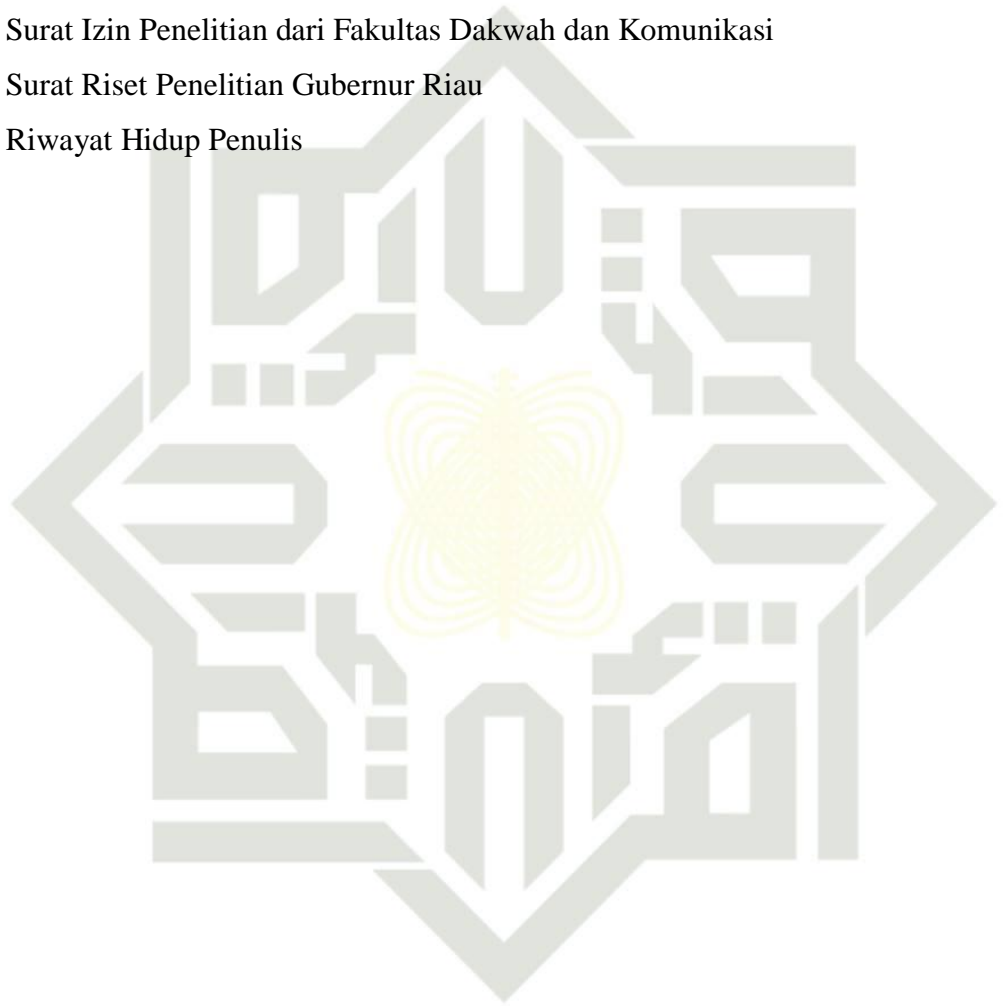 Surat Izin Penelitian dari Fakultas Dakwah dan Komunikasi
Surat Riset Penelitian Gubernur Riau
Riwayat Hidup Penulis